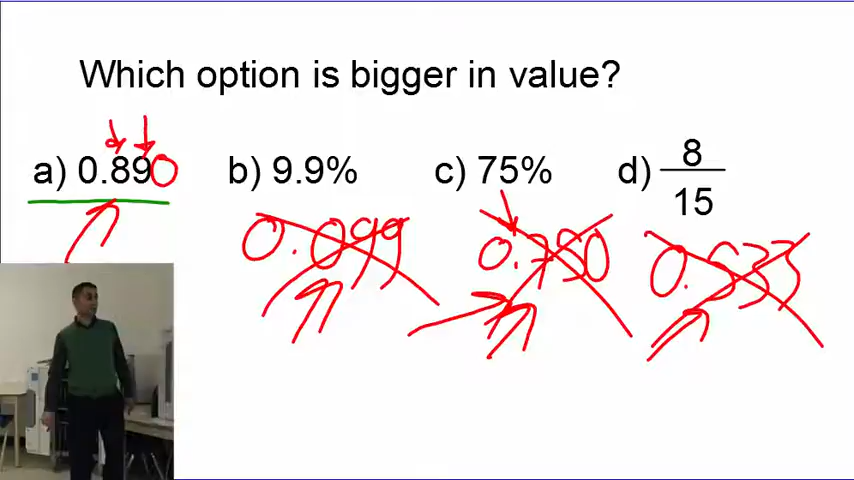 Which option is bigger in value?
a) 0.890 b) 9.9% c) 75% d) 8/15
0.099 0.750 0.533